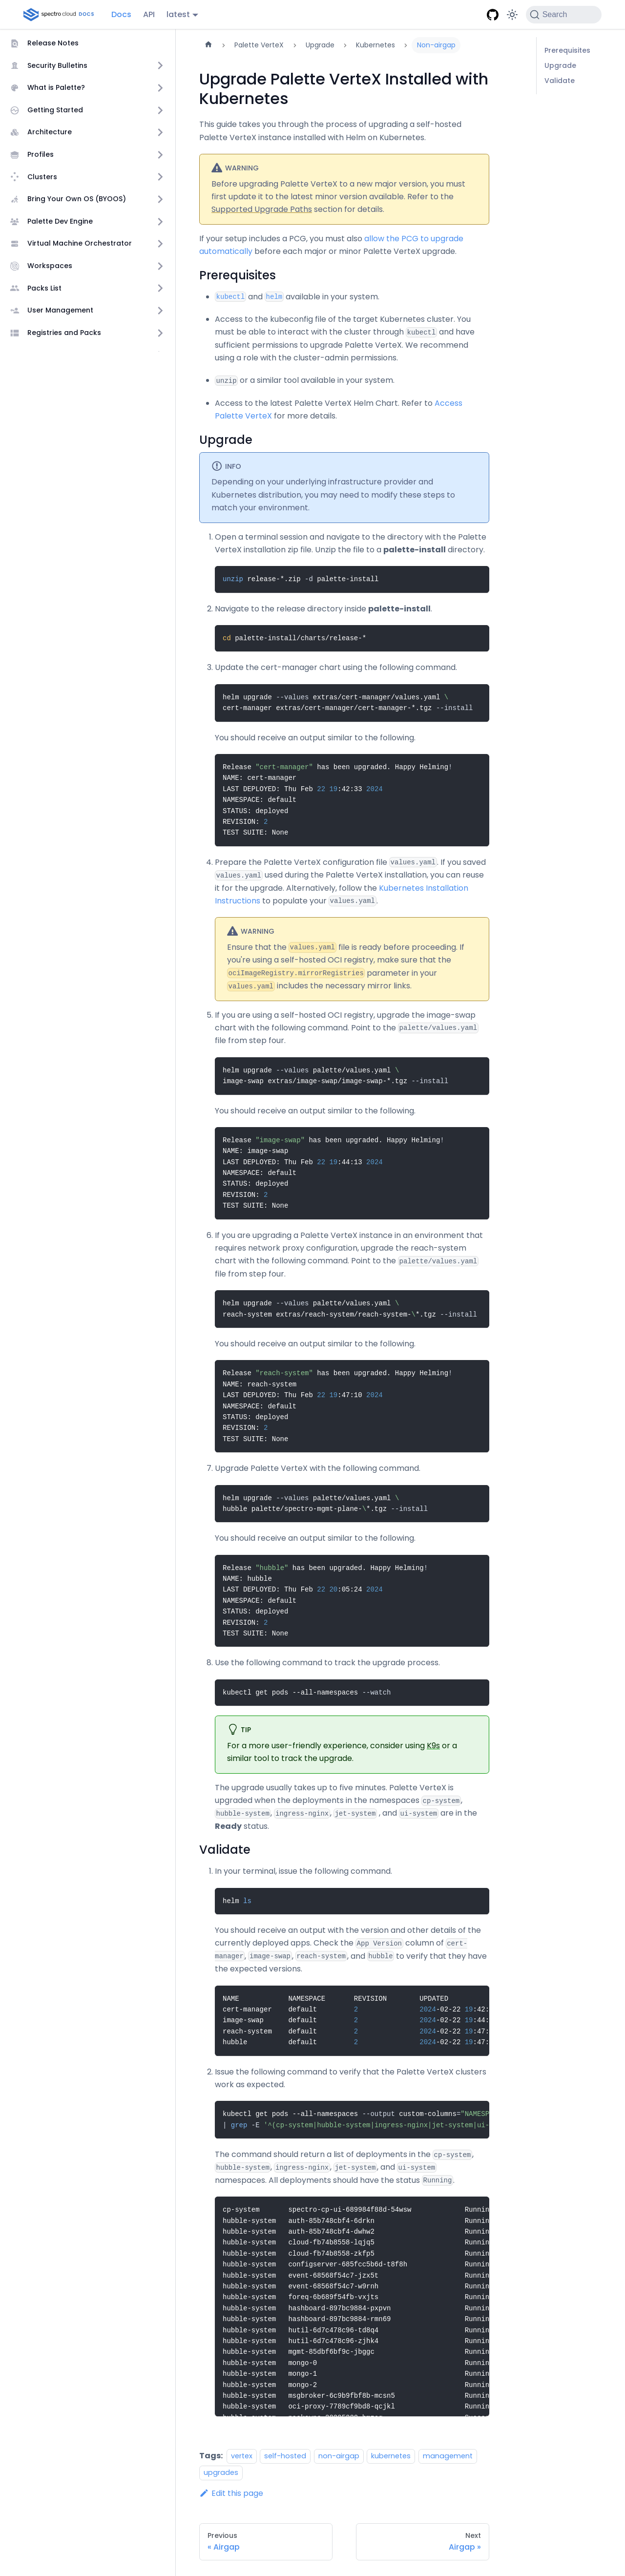 spectro cloud DOCS
Docs
API
latest
Search
Release Notes
Security Bulletins
What is Palette?
Getting Started
Architecture
Profiles
Clusters
Bring Your Own OS (BYOOS)
Palette Dev Engine
Virtual Machine Orchestrator
Workspaces
Packs List
User Management
Registries and Packs
Palette VerteX
Upgrade
Kubernetes
Non-airgap
Prerequisites
Upgrade
Validate
Upgrade Palette VerteX Installed with
Kubernetes
This guide takes you through the process of upgrading a self-hosted
Palette VerteX instance installed with Helm on Kubernetes.
WARNING
Before upgrading Palette VerteX to a new major version, you must
first update it to the latest minor version available. Refer to the
Supported Upgrade Paths section for details.
If your setup includes a PCG, you must also allow the PCG to upgrade
automatically before each major or minor Palette VerteX upgrade.
Prerequisites
kubectl and helm available in your system.
Access to the kubeconfig file of the target Kubernetes cluster. You
must be able to interact with the cluster through kubectl and have
sufficient permissions to upgrade Palette VerteX. We recommend
using a role with the cluster-admin permissions.
unzip or a similar tool available in your system.
Access to the latest Palette VerteX Helm Chart. Refer to Access
Palette VerteX for more details.
Upgrade
INFO
Depending on your underlying infrastructure provider and
Kubernetes distribution, you may need to modify these steps to
match your environment.
1. Open a terminal session and navigate to the directory with the Palette
VerteX installation zip file. Unzip the file to a palette-install directory.
unzip release-*.zip -d palette-install
2. Navigate to the release directory inside palette-install.
cd palette-install/charts/release-*
3. Update the cert-manager chart using the following command.
helm upgrade --values extras/cert-manager/values.yaml \
cert-manager extras/cert-manager/cert-manager-*.tgz --install
You should receive an output similar to the following.
Release "cert-manager" has been upgraded. Happy Helming!
NAME: cert-manager
LAST DEPLOYED: Thu Feb 22 19:42:33 2024
NAMESPACE: default
STATUS: deployed
REVISION: 2
TEST SUITE: None
4. Prepare the Palette VerteX configuration file values.yaml. If you saved
values.yaml used during the Palette VerteX installation, you can reuse
it for the upgrade. Alternatively, follow the Kubernetes Installation
Instructions to populate your values.yaml.
WARNING
Ensure that the values.yaml file is ready before proceeding. If
you're using a self-hosted OCI registry, make sure that the
ociImageRegistry.mirrorRegistries parameter in your
values.yaml includes the necessary mirror links.
5. If you are using a self-hosted OCI registry, upgrade the image-swap
chart with the following command. Point to the palette/values.yaml
file from step four.
helm upgrade --values palette/values.yaml \
image-swap extras/image-swap/image-swap-*.tgz --install
You should receive an output similar to the following.
Release "image-swap" has been upgraded. Happy Helming!
NAME: image-swap
LAST DEPLOYED: Thu Feb 22 19:44:13 2024
NAMESPACE: default
STATUS: deployed
REVISION: 2
TEST SUITE: None
6. If you are upgrading a Palette VerteX instance in an environment that
requires network proxy configuration, upgrade the reach-system
chart with the following command. Point to the palette/values.yaml
file from step four.
helm upgrade --values palette/values.yaml \
reach-system extras/reach-system/reach-system-\*.tgz --install
You should receive an output similar to the following.
Release "reach-system" has been upgraded. Happy Helming!
NAME: reach-system
LAST DEPLOYED: Thu Feb 22 19:47:10 2024
NAMESPACE: default
STATUS: deployed
REVISION: 2
TEST SUITE: None
7. Upgrade Palette VerteX with the following command.
helm upgrade --values palette/values.yaml \
hubble palette/spectro-mgmt-plane-\*.tgz --install
You should receive an output similar to the following.
Release "hubble" has been upgraded. Happy Helming!
NAME: hubble
LAST DEPLOYED: Thu Feb 22 20:05:24 2024
NAMESPACE: default
STATUS: deployed
REVISION: 2
TEST SUITE: None
8. Use the following command to track the upgrade process.
kubectl get pods --all-namespaces --watch
TIP
For a more user-friendly experience, consider using K9s or a
similar tool to track the upgrade.
The upgrade usually takes up to five minutes. Palette VerteX is
upgraded when the deployments in the namespaces cp-system,
hubble-system, ingress-nginx, jet-system , and ui-system are in the
Ready status.
Validate
1. In your terminal, issue the following command.
helm ls
You should receive an output with the version and other details of the
currently deployed apps. Check the App Version column of cert-
manager, image-swap, reach-system, and hubble to verify that they have
the expected versions.
NAME NAMESPACE REVISION UPDATED
cert-manager default 2 2024-02-22 19:42:
image-swap default 2 2024-02-22 19:44:
reach-system default 2 2024-02-22 19:47:
hubble default 2 2024-02-22 19:47:
2. Issue the following command to verify that the Palette VerteX clusters
work as expected.
kubectl get pods --all-namespaces --output custom-columns="NAMESP
| grep -E '^(cp-system|hubble-system|ingress-nginx|jet-system|ui-
The command should return a list of deployments in the cp-system,
hubble-system, ingress-nginx, jet-system, and ui-system
namespaces. All deployments should have the status Running.
cp-system spectro-cp-ui-689984f88d-54wsw Runnin
hubble-system auth-85b748cbf4-6drkn Runnin
hubble-system auth-85b748cbf4-dwhw2 Runnin
hubble-system cloud-fb74b8558-lqjq5 Runnin
hubble-system cloud-fb74b8558-zkfp5 Runnin
hubble-system configserver-685fcc5b6d-t8f8h Runnin
hubble-system event-68568f54c7-jzx5t Runnin
hubble-system event-68568f54c7-w9rnh Runnin
hubble-system foreq-6b689f54fb-vxjts Runnin
hubble-system hashboard-897bc9884-pxpvn Runnin
hubble-system hashboard-897bc9884-rmn69 Runnin
hubble-system hutil-6d7c478c96-td8q4 Runnin
hubble-system hutil-6d7c478c96-zjhk4 Runnin
hubble-system mgmt-85dbf6bf9c-jbggc Runnin
hubble-system mongo-0 Runnin
hubble-system mongo-1 Runnin
hubble-system mongo-2 Runnin
hubble-system msgbroker-6c9b9fbf8b-mcsn5 Runnin
hubble-system oci-proxy-7789cf9bd8-qcjkl Runnin
Tags: vertex self-hosted non-airgap kubernetes management
upgrades
Edit this page
Previous
« Airgap
Next
Airgap »